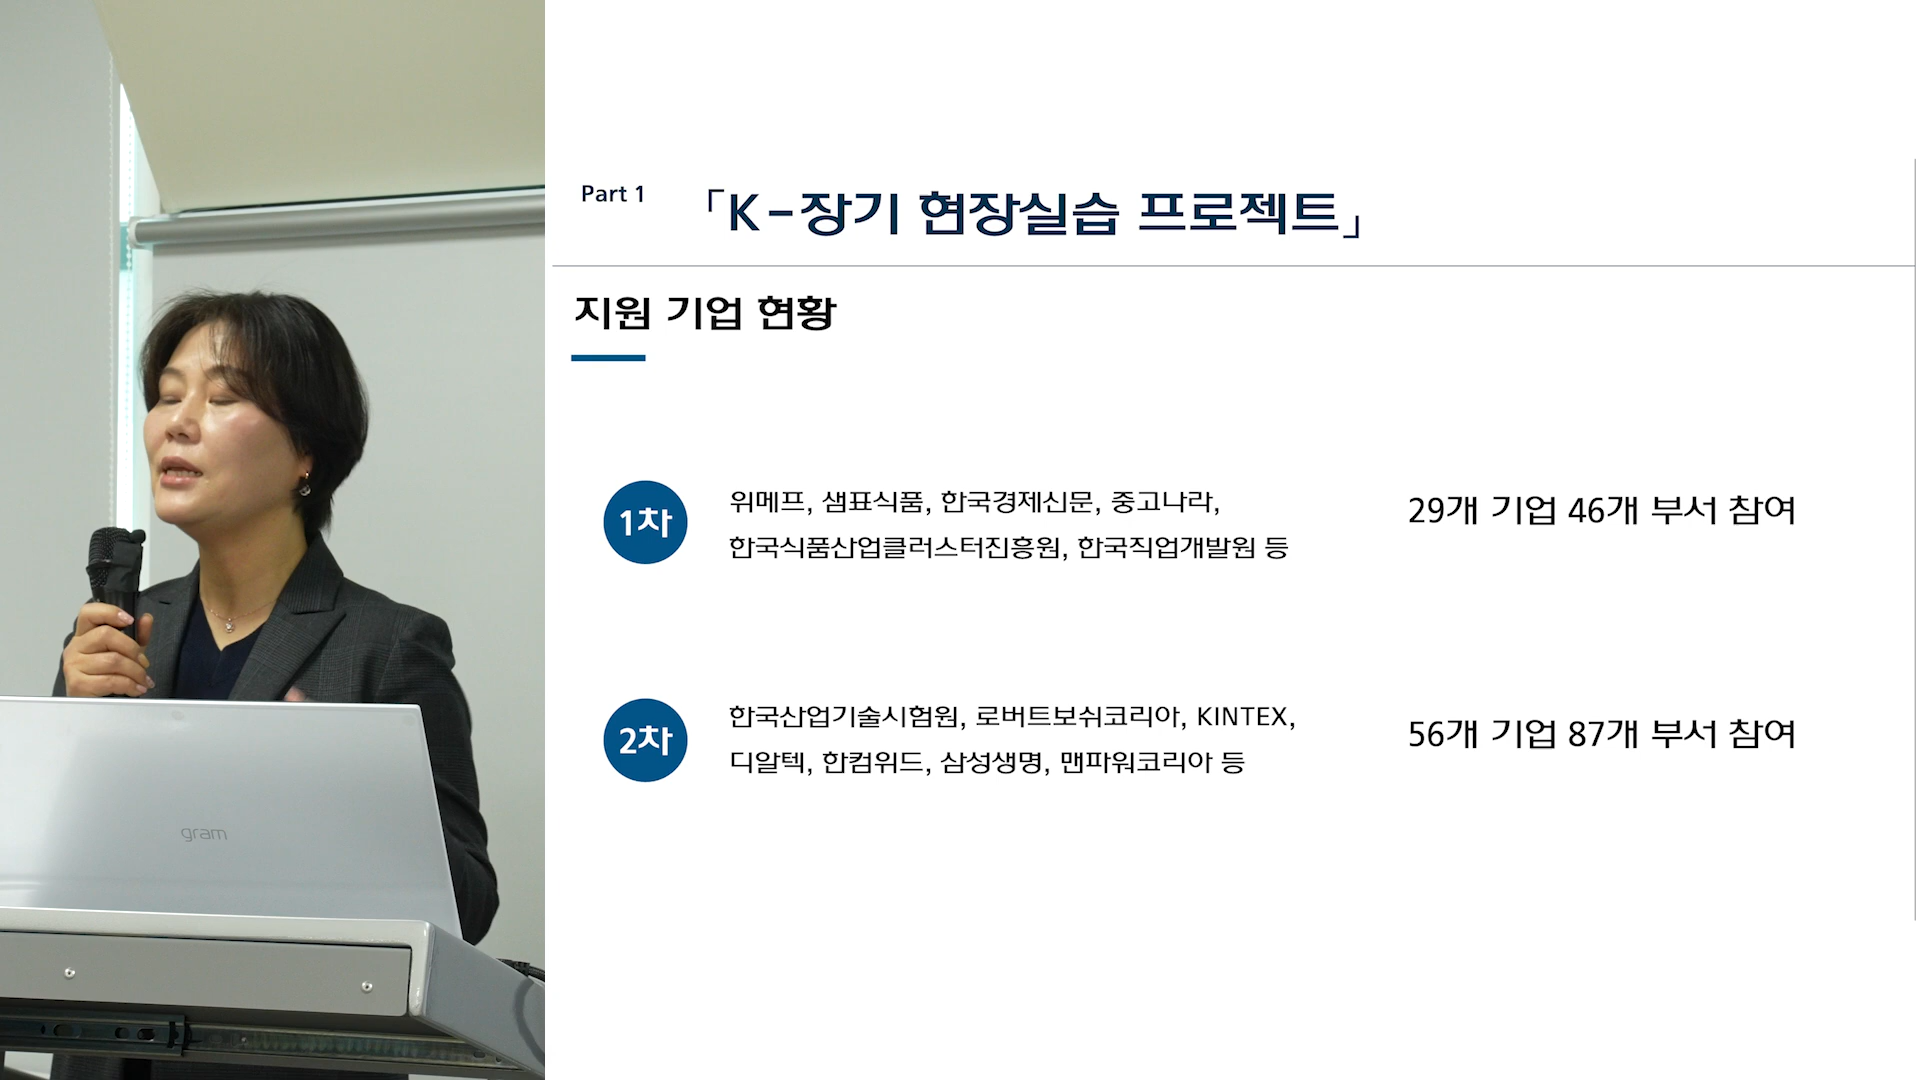 Part 1
「K-장기 현장실습 프로젝트」
지원 기업 현황
1차
위메프, 샘표식품, 한국경제신문, 중고나라,
한국식품산업클러스터진흥원, 한국직업개발원 등
29개 기업 46개 부서 참여
2차
한국산업기술시험원, 로버트보쉬코리아, KINTEX,
디알텍, 한컴위드, 삼성생명, 맨파워코리아 등
56개 기업 87개 부서 참여
gram